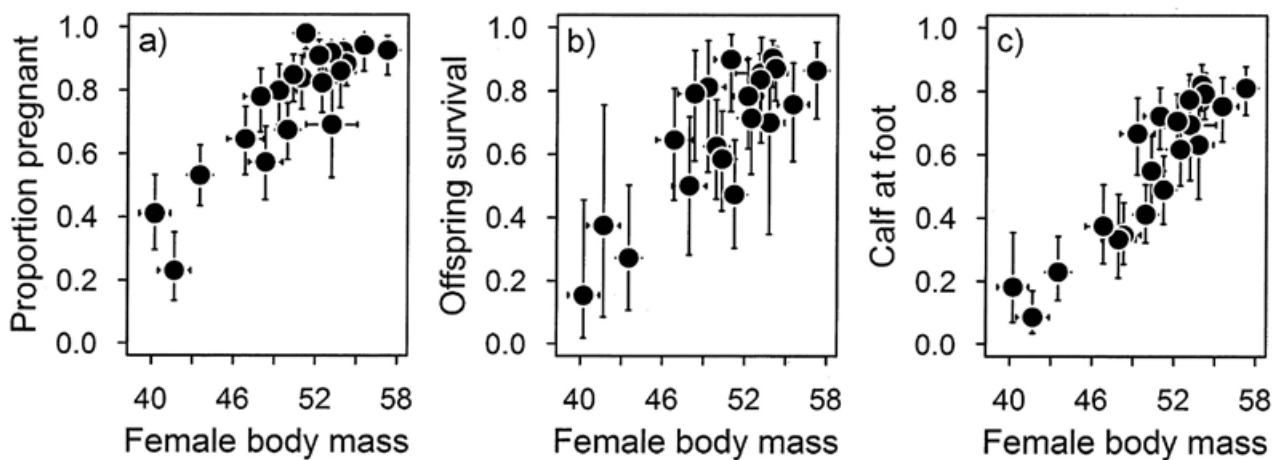 a)
Proportion pregnant
1.0
0.8
0.6
0.4
0.2
0.0
40 46 52 58
Female body mass
b)
Offspring survival
1.0
0.8
0.6
0.4
0.2
0.0
40 46 52 58
Female body mass
c)
Calf at foot
1.0
0.8
0.6
0.4
0.2
0.0
40 46 52 58
Female body mass